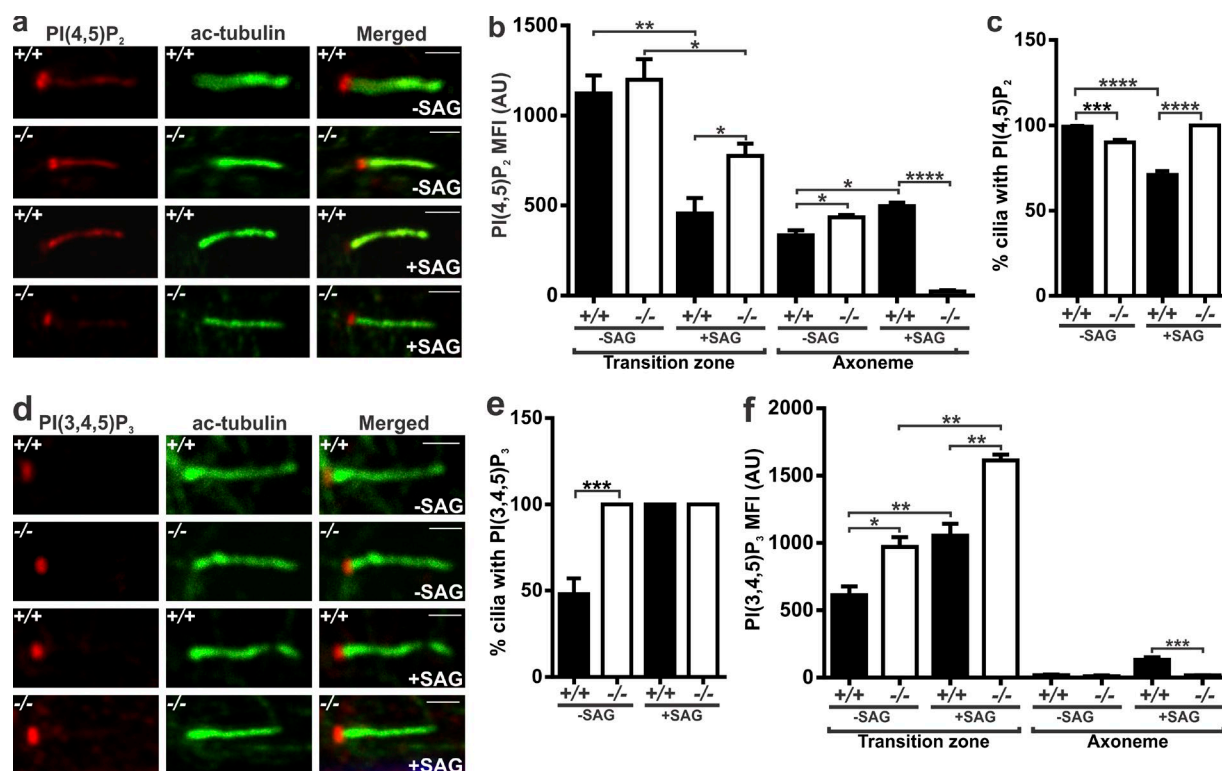 a
PI(4,5)P2 ac-tubulin Merged
+/+ +/+ +/+
-SAG
-/- -/- -/-
-SAG
+/+ +/+ +/+
+SAG
-/- -/- -/-
+SAG
b
PI(4,5)P2 MFI (AU)
1500
1000
500
0
** * * * * ****
+/+ -/- +/+ -/- +/+ -/- +/+ -/-
-SAG +SAG -SAG +SAG
Transition zone Axoneme
c
% cilia with PI(4,5)P2
150
100
50
0
****
*** ****
+/+ -/- +/+ -/-
-SAG +SAG
d
PI(3,4,5)P3 ac-tubulin Merged
+/+ +/+ +/+
-SAG
-/- -/- -/-
-SAG
+/+ +/+ +/+
+SAG
-/- -/- -/-
+SAG
e
% cilia with PI(3,4,5)P3
150
100
50
0
***
+/+ -/- +/+ -/-
-SAG +SAG
f
PI(3,4,5)P3 MFI (AU)
2000
1500
1000
500
0
**
**
**
*
***
+/+ -/- +/+ -/- +/+ -/- +/+ -/-
-SAG +SAG -SAG +SAG
Transition zone Axoneme